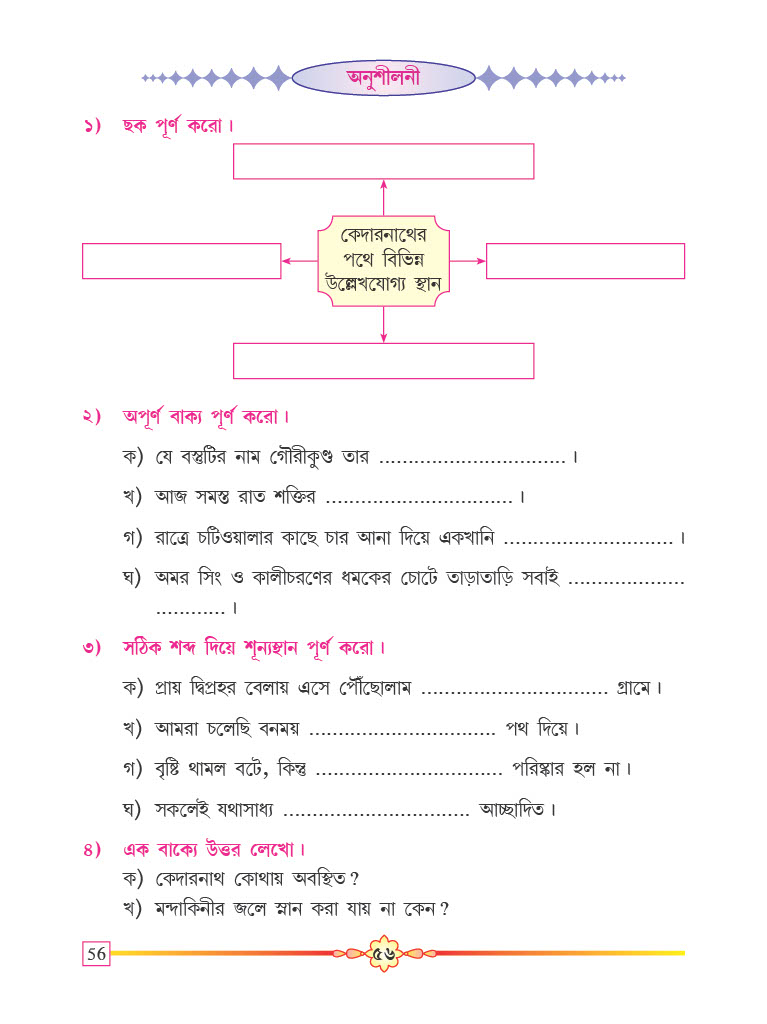 অনুশীলনী
১) ছক পূর্ণ করো।
কেদারনাথের
পথে বিভিন্ন
উল্লেখযোগ্য স্থান
২) অপূর্ণ বাক্য পূর্ণ করো।
ক) যে বস্তুটির নাম গৌরীকুণ্ড তার ................................ ।
খ) আজ সমস্ত রাত শক্তির ................................ ।
গ) রাত্রে চটিওয়ালার কাছে চার আনা দিয়ে একখানি ............................. ।
ঘ) অমর সিং ও কালীচরণের ধমকের চোটে তাড়াতাড়ি সবাই ....................
............ ।
৩) সঠিক শব্দ দিয়ে শূন্যস্থান পূর্ণ করো।
ক) প্রায় দ্বিপ্রহর বেলায় এসে পৌঁছোলাম ................................ গ্রামে।
খ) আমরা চলেছি বনময় ................................ পথ দিয়ে।
গ) বৃষ্টি থামল বটে, কিন্তু ................................ পরিষ্কার হল না।
ঘ) সকলেই যথাসাধ্য ................................ আচ্ছাদিত।
৪) এক বাক্যে উত্তর লেখো।
ক) কেদারনাথ কোথায় অবস্থিত?
খ) মন্দাকিনীর জলে স্নান করা যায় না কেন?
56
৫৬